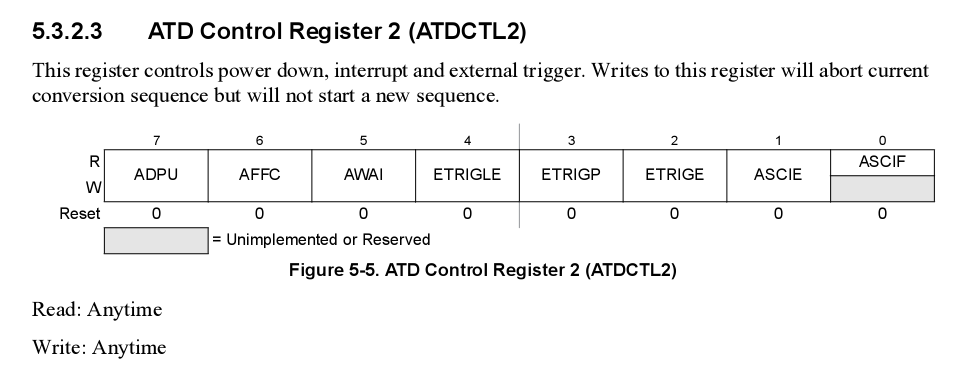 5.3.2.3 ATD Control Register 2 (ATDCTL2)
This register controls power down, interrupt and external trigger. Writes to this register will abort current
conversion sequence but will not start a new sequence.
7 6 5 4 3 2 1 0
R ADPU AFFC AWAI ETRIGLE ETRIGP ETRIGE ASCIE ASCIF
W
Reset 0 0 0 0 0 0 0 0
= Unimplemented or Reserved
Figure 5-5. ATD Control Register 2 (ATDCTL2)
Read: Anytime
Write: Anytime